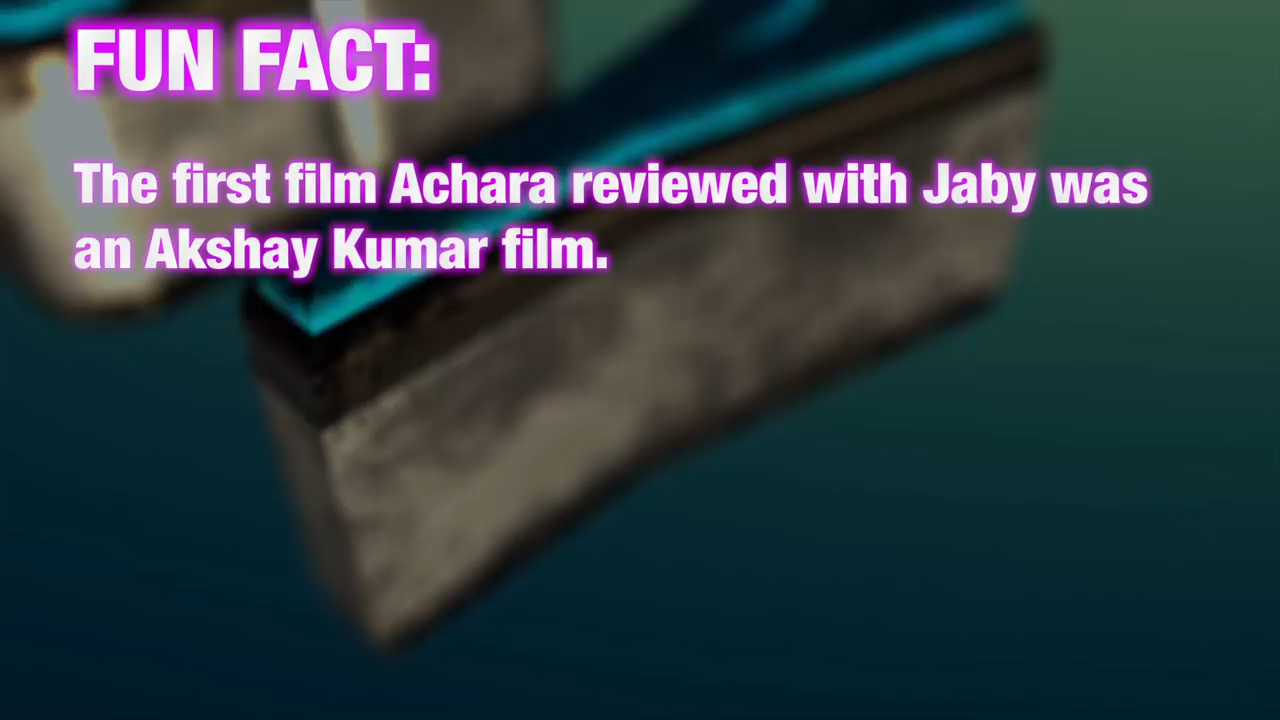 FUN FACT:
The first film Achara reviewed with Jaby was
an Akshay Kumar film.